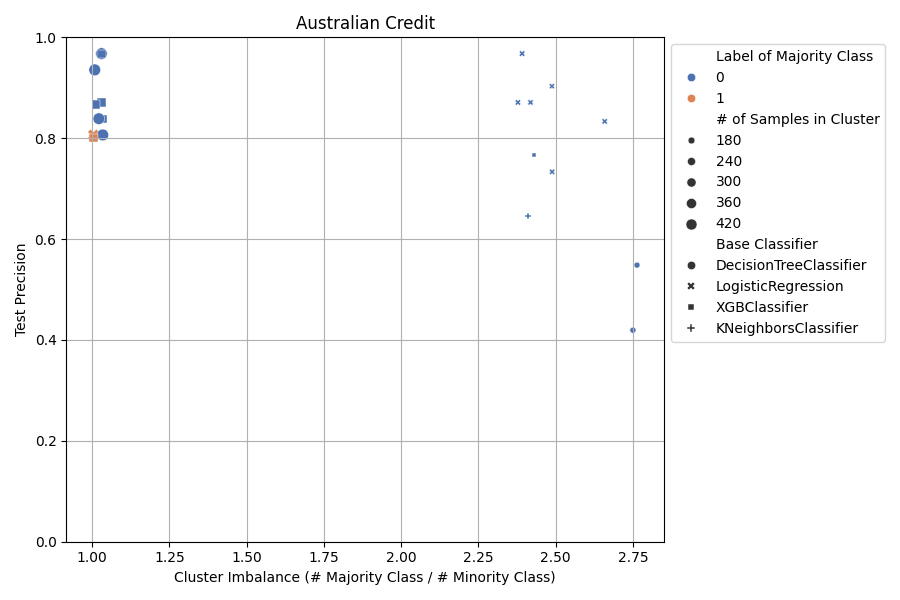 Australian Credit
Test Precision
1.0
0.8
0.6
0.4
0.2
0.0
1.00
1.25
1.50
1.75
2.00
2.25
2.50
2.75
Cluster Imbalance (# Majority Class / # Minority Class)
Label of Majority Class
0
1
# of Samples in Cluster
180
240
300
360
420
Base Classifier
DecisionTreeClassifier
LogisticRegression
XGBClassifier
KNeighborsClassifier